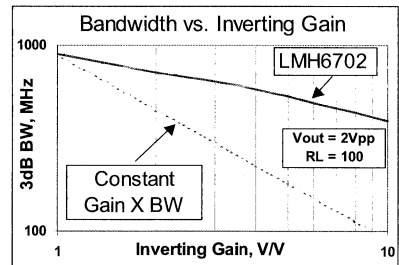 Bandwidth vs. Inverting Gain
1000
LMH6702
3dB BW, MHz
Vout = 2Vpp
RL = 100
Constant
Gain X BW
100
1
Inverting Gain, V/V
10